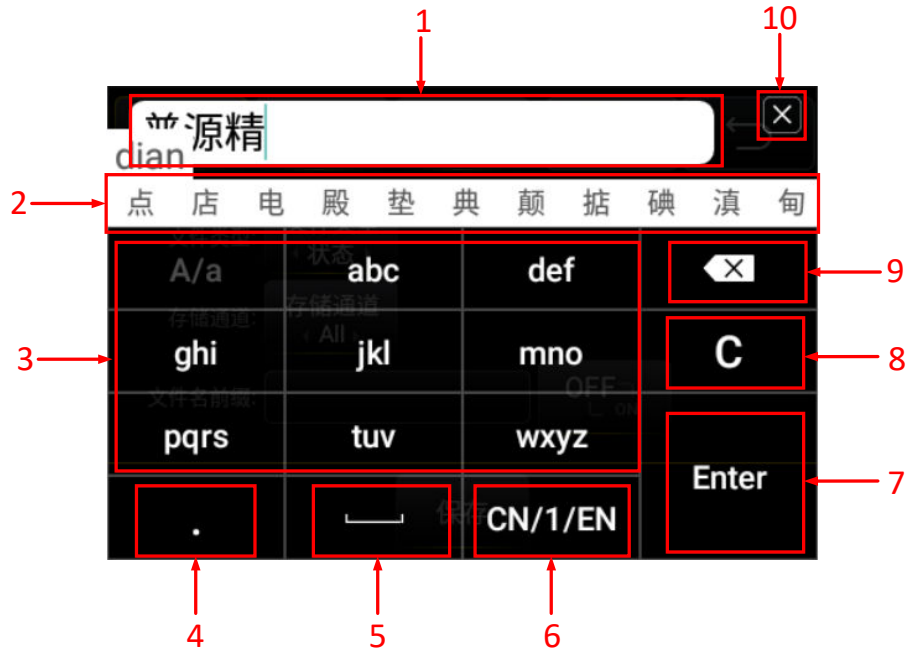 1
10
普源精
dian
2
点 店 电 殿 垫 典 颠 掂 碘 滇 甸
文件类型:
状态
A/a abc def
9
存储通道: 存储通道
All
3
ghi jkl mno C
8
文件名前缀: OFF
ON
pqrs tuv wxyz
Enter
7
保存
. CN/1/EN
4 5 6